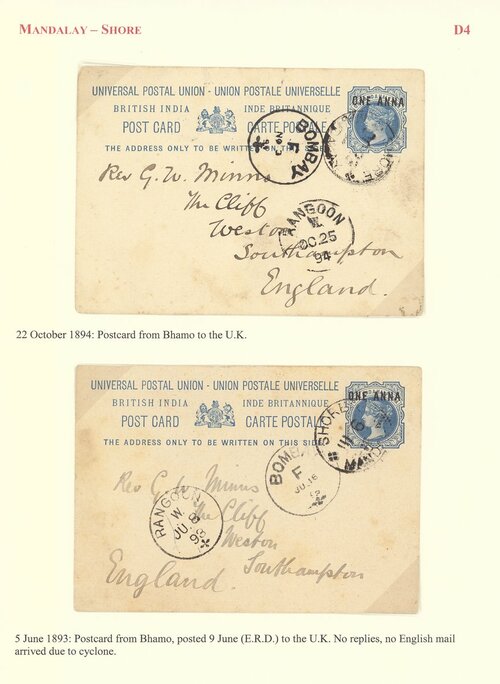 MANDALAY – SHORE
D4
UNIVERSAL POSTAL UNION - UNION POSTALE UNIVERSELLE
BRITISH INDIA INDE BRITANNIQUE
POST CARD CARTE POSTALE
THE ADDRESS ONLY TO BE WRITTEN ON THIS
ONE ANNA
BOMBAY
F
RANGOON
W.
OC.25
94
Rev G. W. Minns
The Cliff
Weston
Southampton
England.
22 October 1894: Postcard from Bhamo to the U.K.
UNIVERSAL POSTAL UNION - UNION POSTALE UNIVERSELLE
BRITISH INDIA INDE BRITANNIQUE
POST CARD CARTE POSTALE
THE ADDRESS ONLY TO BE WRITTEN ON THIS SIDE
ONE ANNA
SHORE
BOMBAY
F
JU.16
RANGOON
W.
93
Rev G. W. Minns
The Cliff
Weston
Southampton
England.
5 June 1893: Postcard from Bhamo, posted 9 June (E.R.D.) to the U.K. No replies, no English mail
arrived due to cyclone.